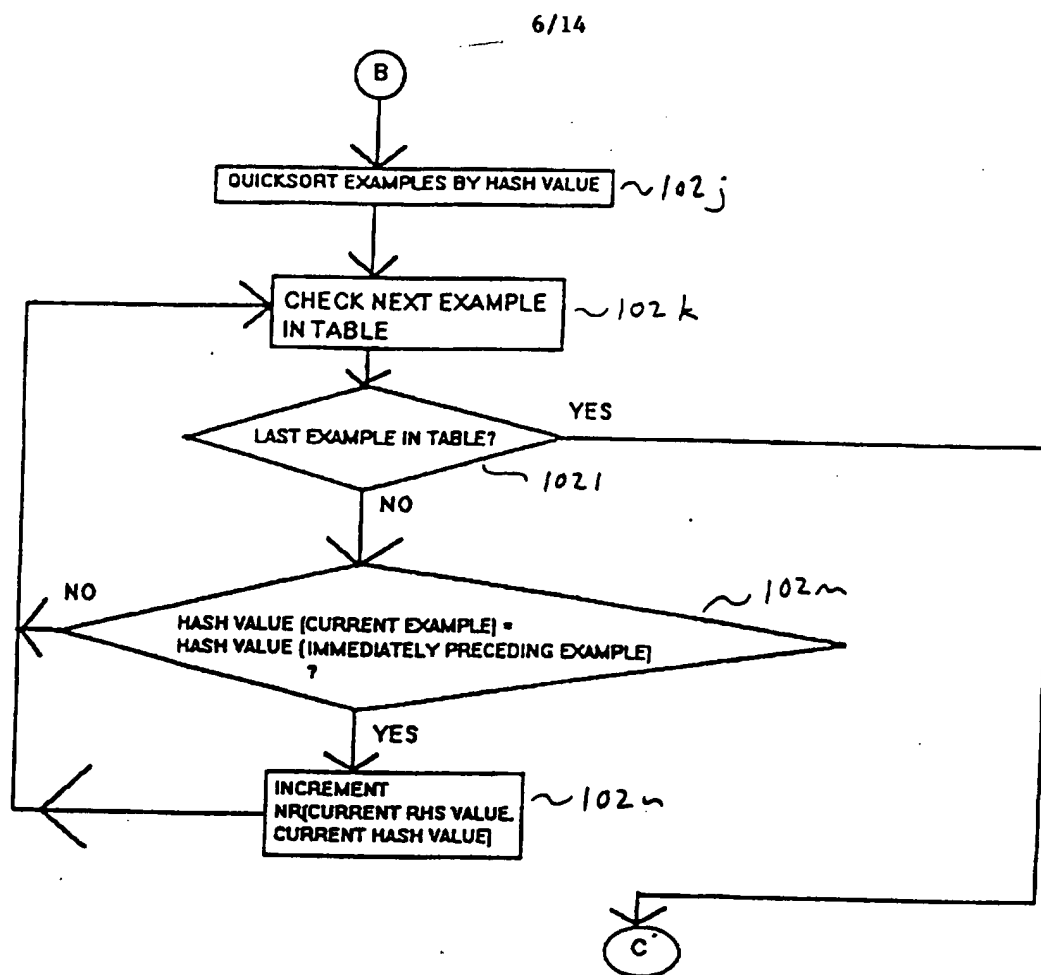 6/14
B
QUICKSORT EXAMPLES BY HASH VALUE
~102j
CHECK NEXT EXAMPLE
IN TABLE
~102k
YES
LAST EXAMPLE IN TABLE?
102l
NO
NO
~102m
HASH VALUE [CURRENT EXAMPLE] =
HASH VALUE [IMMEDIATELY PRECEDING EXAMPLE]
?
YES
INCREMENT
NR[CURRENT RHS VALUE.
CURRENT HASH VALUE]
~102n
C